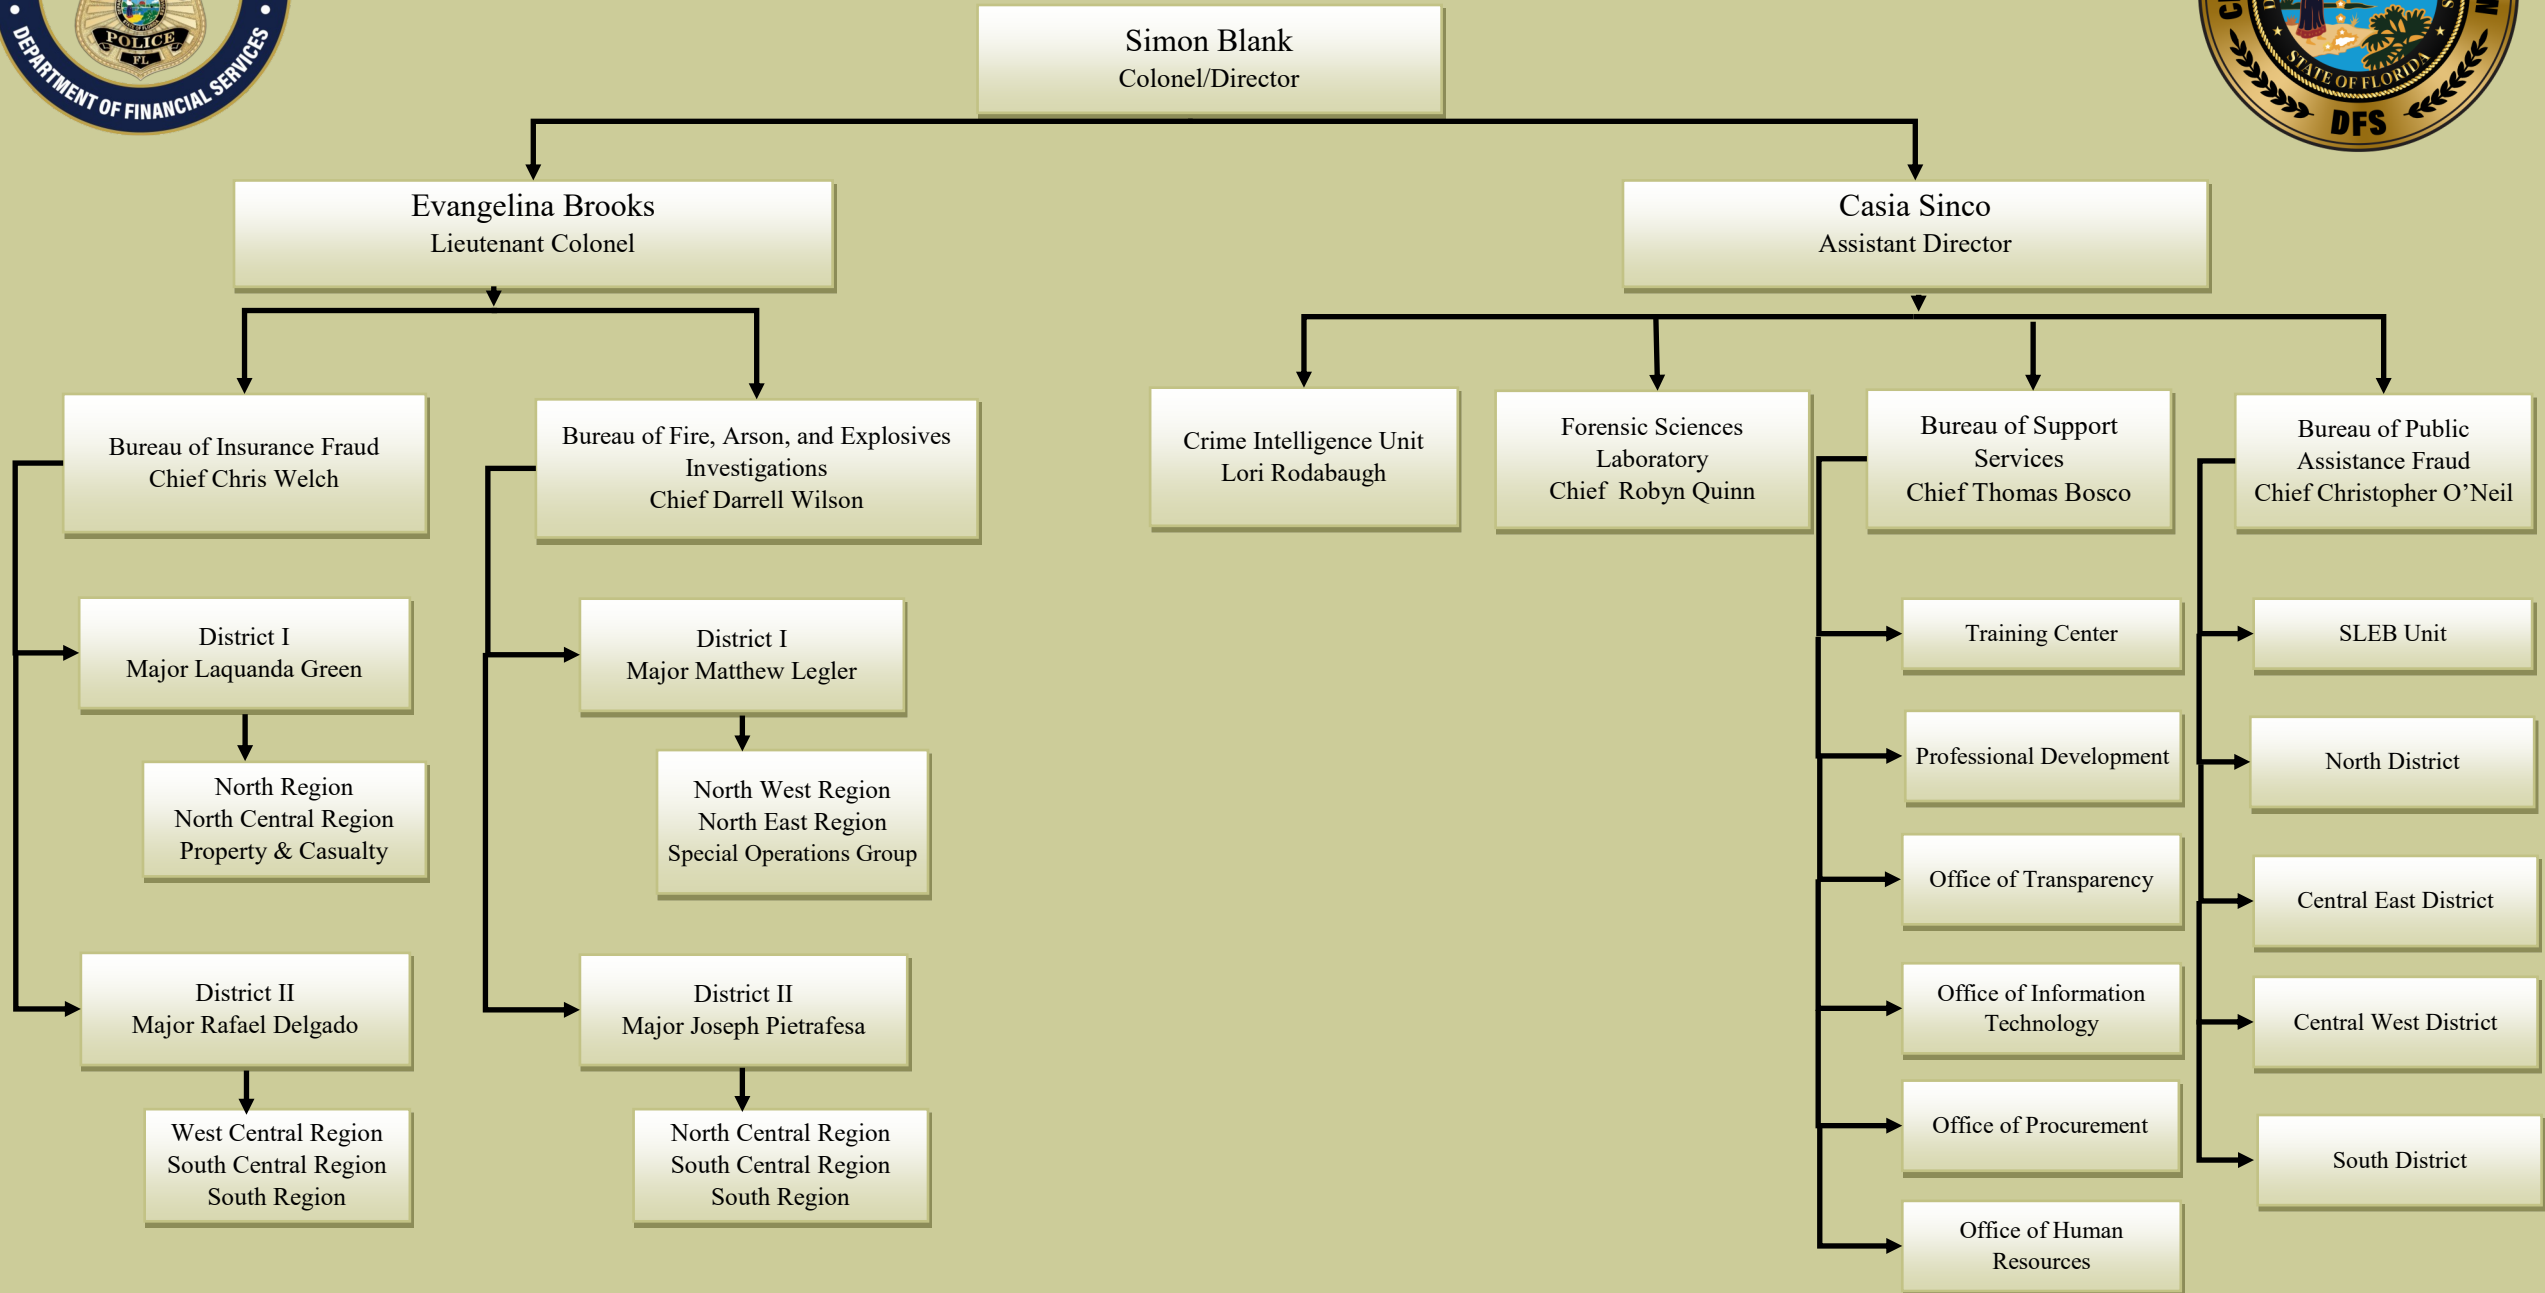 POLICE
FL
DEPARTMENT OF FINANCIAL SERVICES
STATE OF FLORIDA
DFS
Simon Blank
Colonel/Director
Evangelina Brooks
Lieutenant Colonel
Casia Sinco
Assistant Director
Bureau of Insurance Fraud
Chief Chris Welch
Bureau of Fire, Arson, and Explosives
Investigations
Chief Darrell Wilson
Crime Intelligence Unit
Lori Rodabaugh
Forensic Sciences
Laboratory
Chief  Robyn Quinn
Bureau of Support
Services
Chief Thomas Bosco
Bureau of Public
Assistance Fraud
Chief Christopher O’Neil
District I
Major Laquanda Green
North Region
North Central Region
Property & Casualty
District II
Major Rafael Delgado
West Central Region
South Central Region
South Region
District I
Major Matthew Legler
North West Region
North East Region
Special Operations Group
District II
Major Joseph Pietrafesa
North Central Region
South Central Region
South Region
Training Center
Professional Development
Office of Transparency
Office of Information
Technology
Office of Procurement
Office of Human
Resources
SLEB Unit
North District
Central East District
Central West District
South District